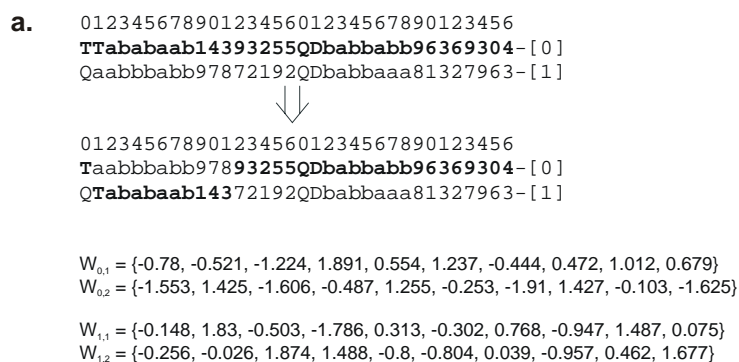 a.
0123456789012345601234567890123456
TTababaab14393255QDbabbabb96369304-[0]
Qaabbbabb97872192QDbabbaaa81327963-[1]
0123456789012345601234567890123456
Taabbbabb97893255QDbabbabb96369304-[0]
QTababaab14372192QDbabbaaa81327963-[1]
W0,1 = {-0.78, -0.521, -1.224, 1.891, 0.554, 1.237, -0.444, 0.472, 1.012, 0.679}
W0,2 = {-1.553, 1.425, -1.606, -0.487, 1.255, -0.253, -1.91, 1.427, -0.103, -1.625}
W1,1 = {-0.148, 1.83, -0.503, -1.786, 0.313, -0.302, 0.768, -0.947, 1.487, 0.075}
W1,2 = {-0.256, -0.026, 1.874, 1.488, -0.8, -0.804, 0.039, -0.957, 0.462, 1.677}